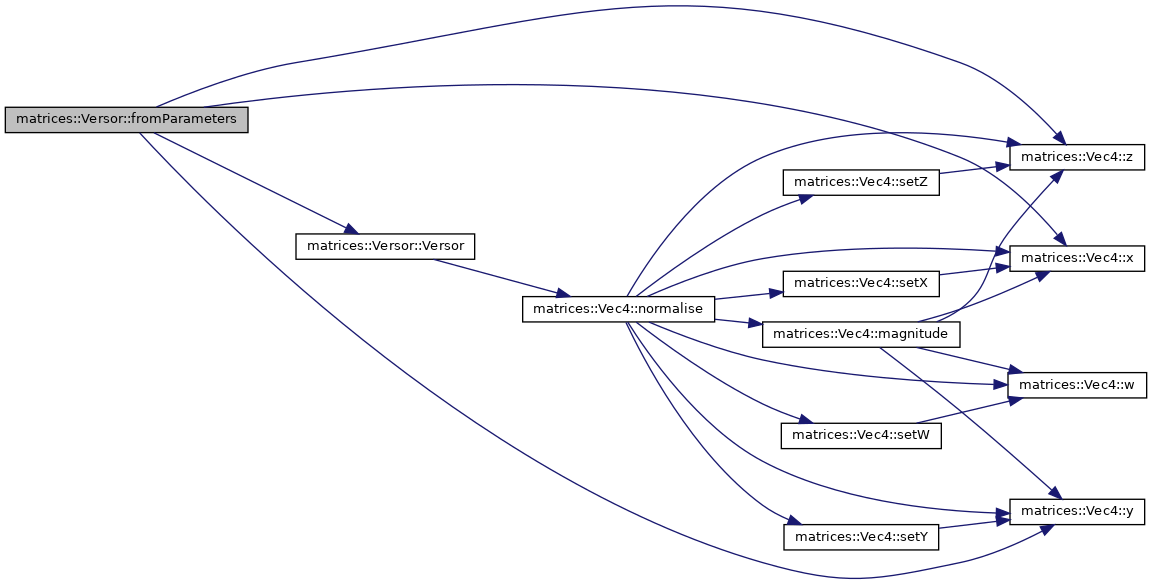 matrices::Versor::fromParameters
matrices::Vec4::z
matrices::Vec4::setZ
matrices::Versor::Versor
matrices::Vec4::x
matrices::Vec4::setX
matrices::Vec4::normalise
matrices::Vec4::magnitude
matrices::Vec4::w
matrices::Vec4::setW
matrices::Vec4::y
matrices::Vec4::setY